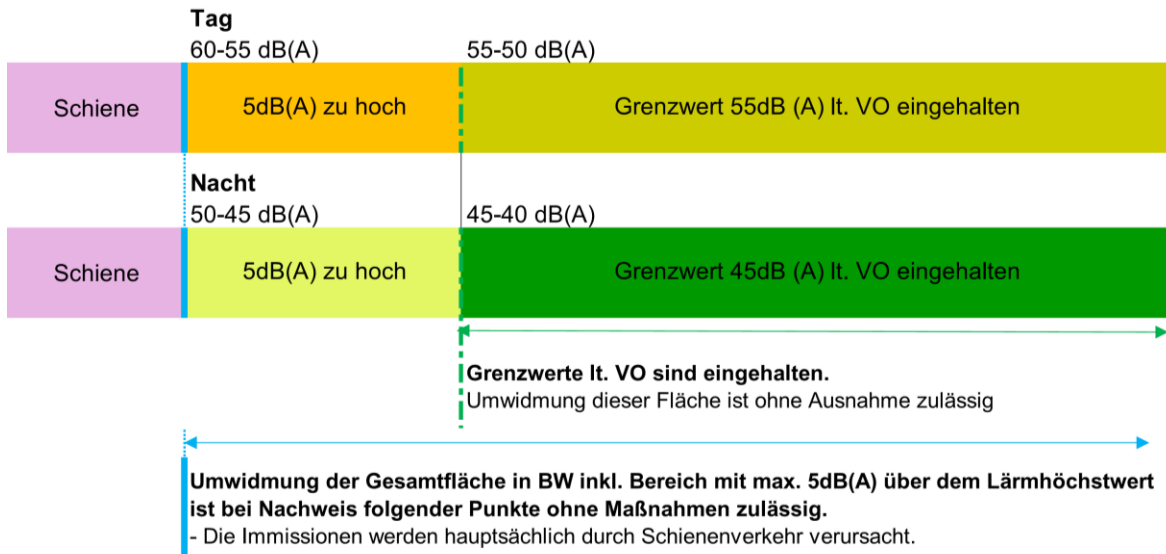 Tag
60-55 dB(A)
55-50 dB(A)
Schiene
5dB(A) zu hoch
Grenzwert 55dB (A) lt. VO eingehalten
Nacht
50-45 dB(A)
45-40 dB(A)
Schiene
5dB(A) zu hoch
Grenzwert 45dB (A) lt. VO eingehalten
Grenzwerte lt. VO sind eingehalten.
Umwidmung dieser Fläche ist ohne Ausnahme zulässig
Umwidmung der Gesamtfläche in BW inkl. Bereich mit max. 5dB(A) über dem Lärmhöchstwert
ist bei Nachweis folgender Punkte ohne Maßnahmen zulässig.
- Die Immissionen werden hauptsächlich durch Schienenverkehr verursacht.